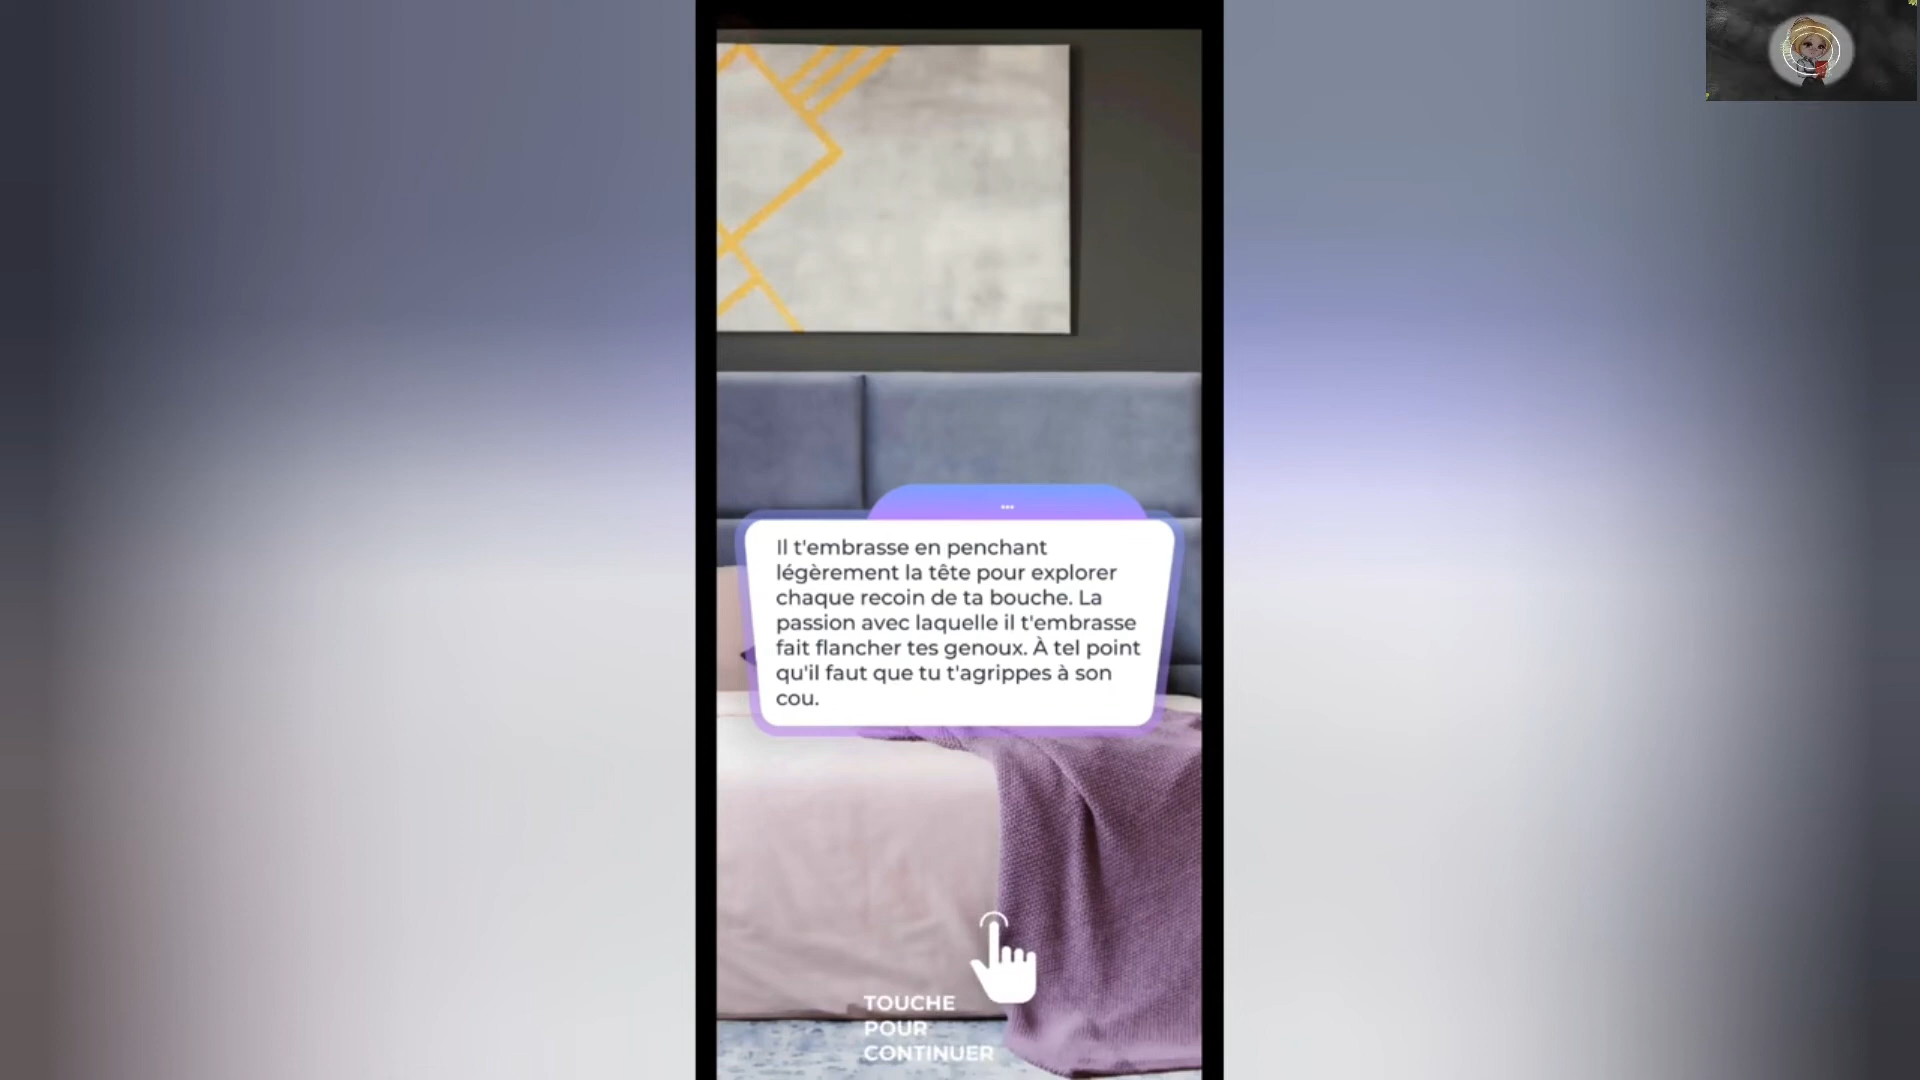 ...
Il t'embrasse en penchant
légèrement la tête pour explorer
chaque recoin de ta bouche. La
passion avec laquelle il t'embrasse
fait flancher tes genoux. À tel point
qu'il faut que tu t'agrippes à son
cou.
TOUCHE
POUR
CONTINUER